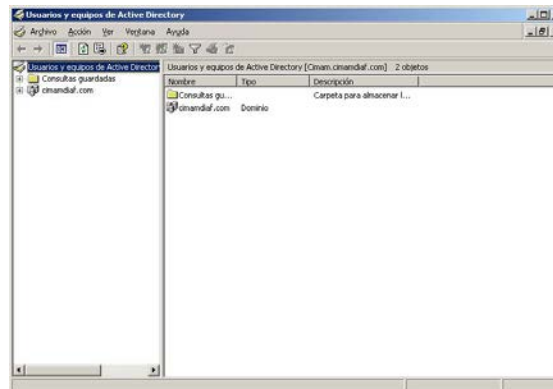 Usuarios y equipos de Active Directory
Archivo Acción Ver Ventana Ayuda
Usuarios y equipos de Active Director
Consultas guardadas
cimamdiaf.com
Usuarios y equipos de Active Directory [Cimam.cimamdiaf.com] 2 objetos
Nombre Tipo Descripción
Consultas gu... Carpeta para almacenar l...
cimamdiaf.com Dominio